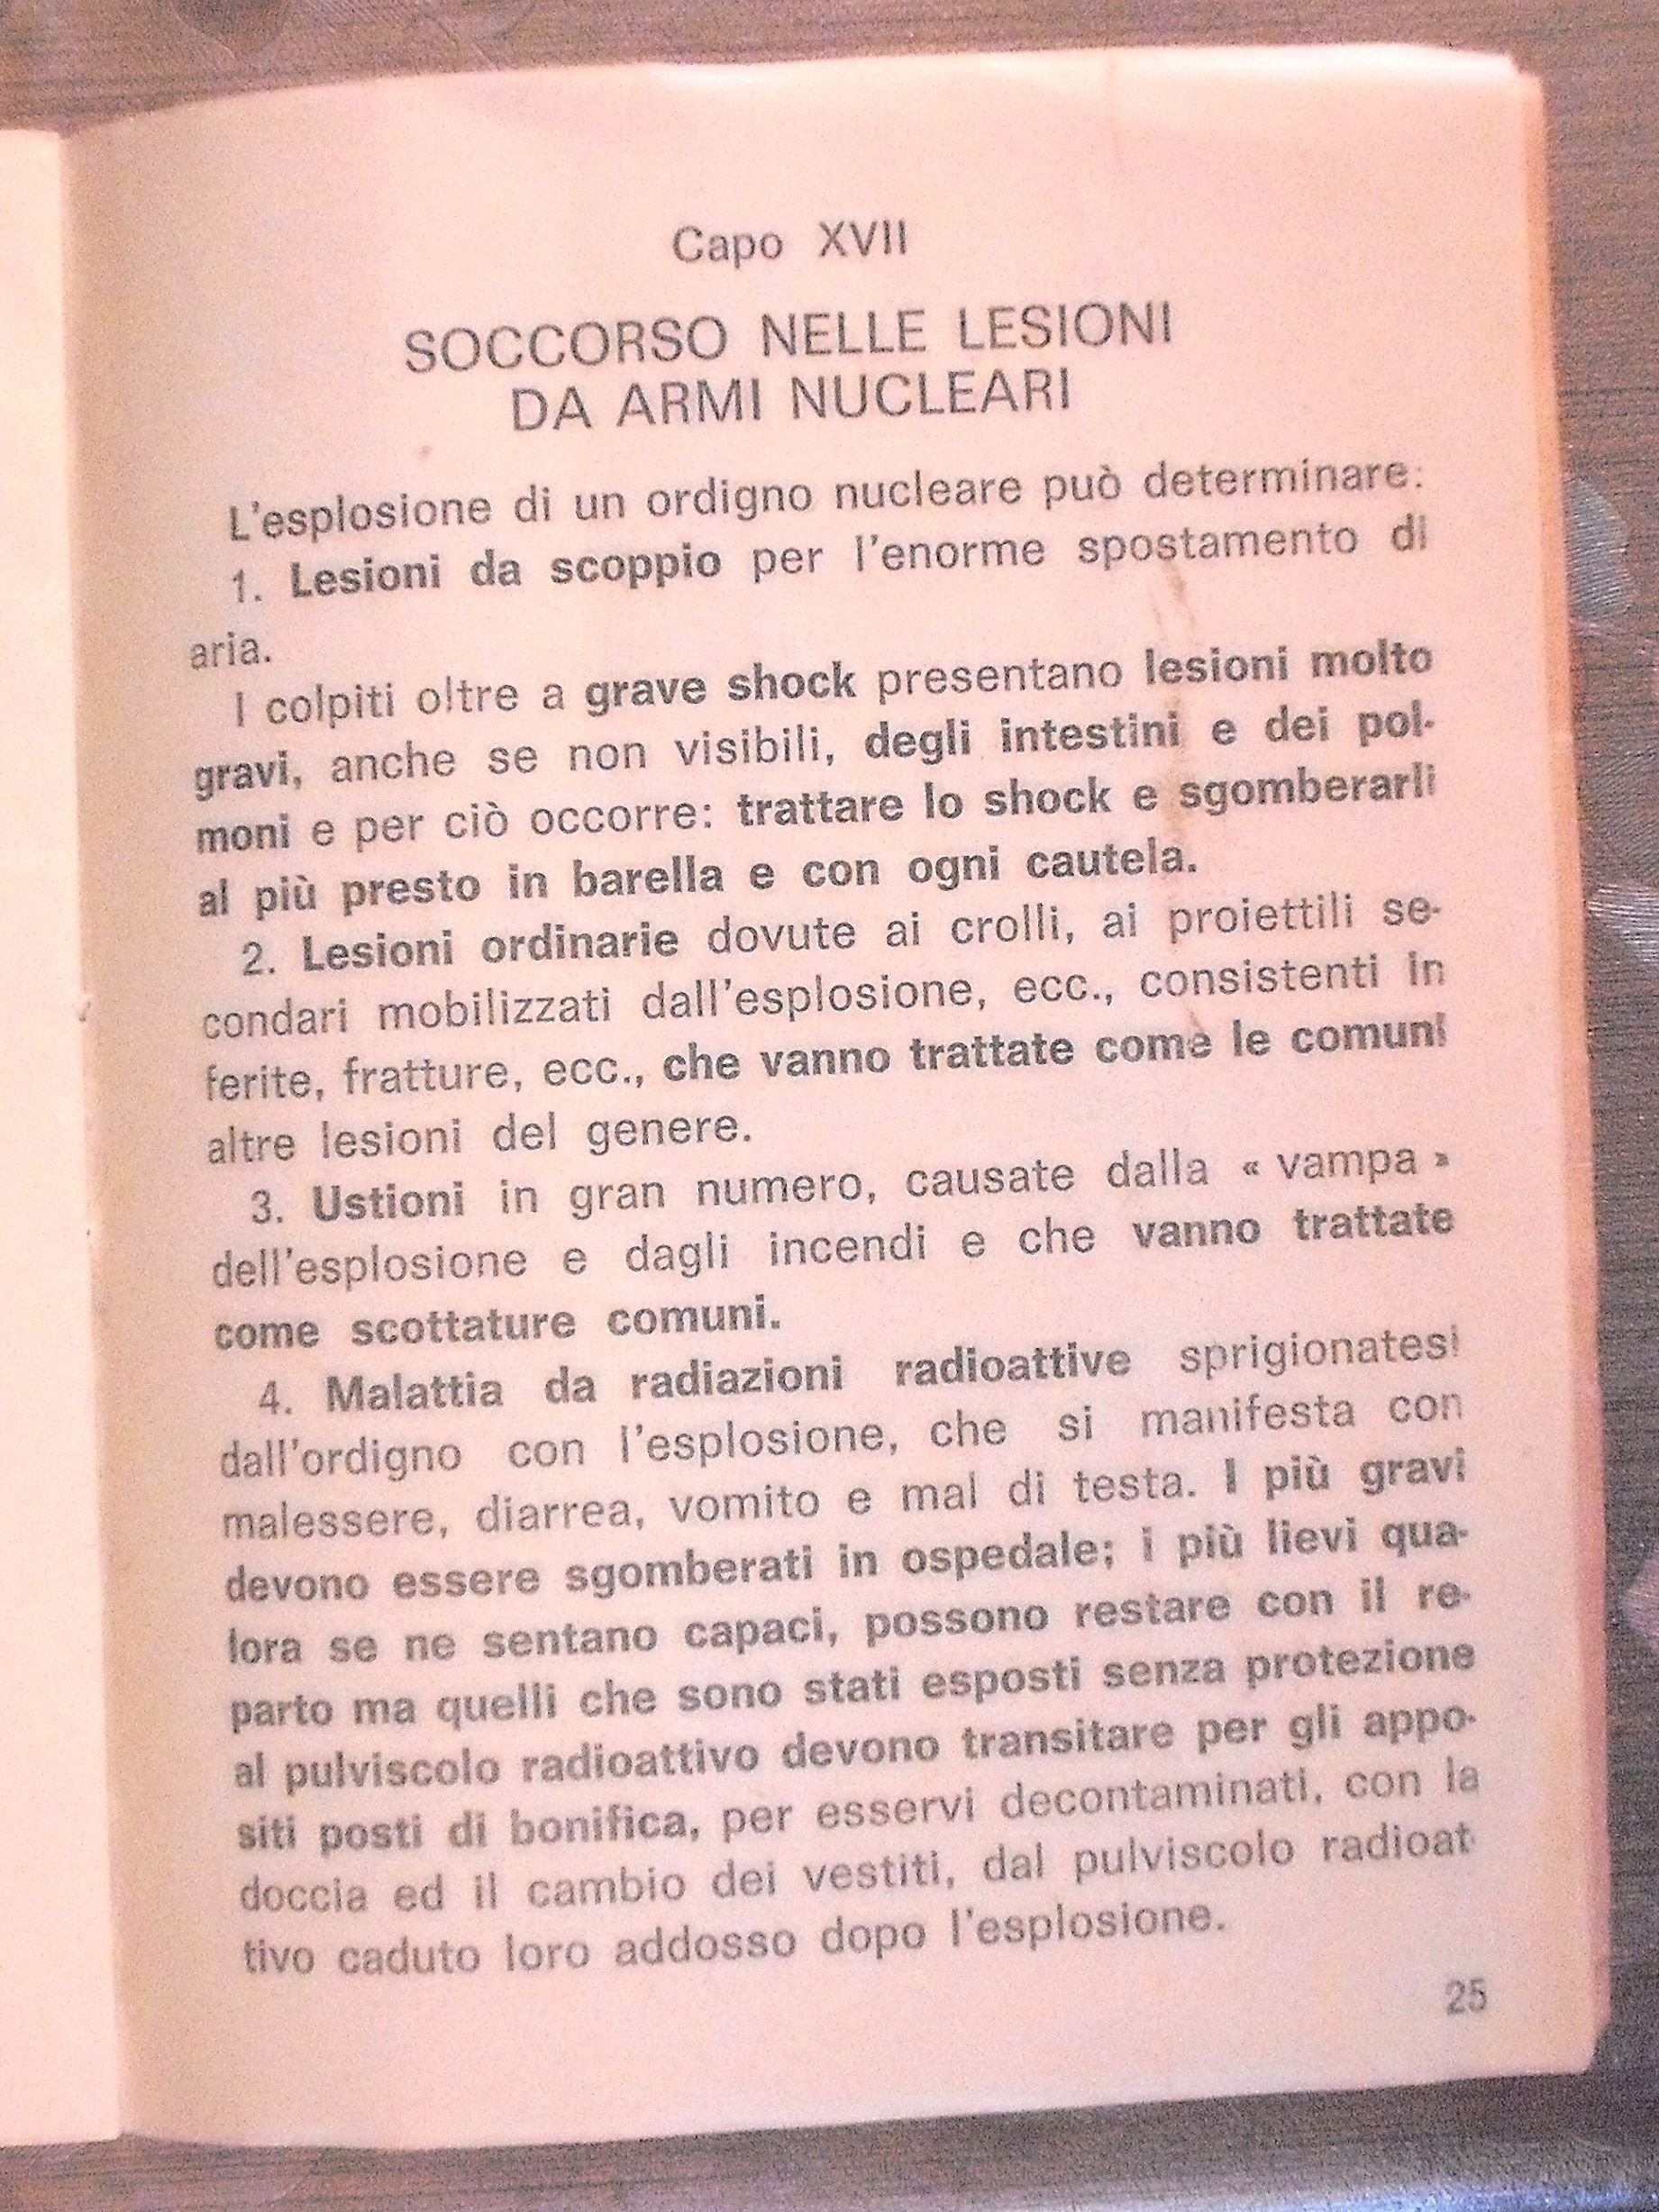 Capo XVII
SOCCORSO NELLE LESIONI
DA ARMI NUCLEARI
L'esplosione di un ordigno nucleare può determinare:
1. Lesioni da scoppio per l'enorme spostamento di
aria.
I colpiti oltre a grave shock presentano lesioni molto
gravi, anche se non visibili, degli intestini e dei pol-
moni e per ciò occorre: trattare lo shock e sgomberarli
al più presto in barella e con ogni cautela.
2. Lesioni ordinarie dovute ai crolli, ai proiettili se-
condari mobilizzati dall'esplosione, ecc., consistenti in
ferite, fratture, ecc., che vanno trattate come le comuni
altre lesioni del genere.
3. Ustioni in gran numero, causate dalla « vampa »
dell'esplosione e dagli incendi e che vanno trattate
come scottature comuni.
4. Malattia da radiazioni radioattive sprigionatesi
dall'ordigno con l'esplosione, che si manifesta con
malessere, diarrea, vomito e mal di testa. I più gravi
devono essere sgomberati in ospedale; i più lievi qua-
lora se ne sentano capaci, possono restare con il re-
parto ma quelli che sono stati esposti senza protezione
al pulviscolo radioattivo devono transitare per gli appo-
siti posti di bonifica, per esservi decontaminati, con la
doccia ed il cambio dei vestiti, dal pulviscolo radioat-
tivo caduto loro addosso dopo l'esplosione.
25